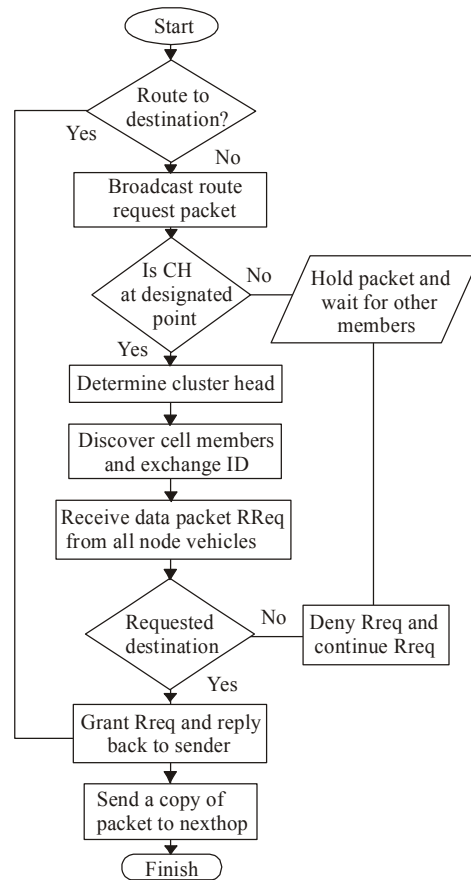 Start
Route to
destination?
Yes
No
Broadcast route
request packet
Is CH
at designated
point
No
Hold packet and
wait for other
members
Yes
Determine cluster head
Discover cell members
and exchange ID
Receive data packet RReq
from all node vehicles
Requested
destination
No
Deny Rreq and
continue Rreq
Yes
Grant Rreq and reply
back to sender
Send a copy of
packet to nexthop
Finish